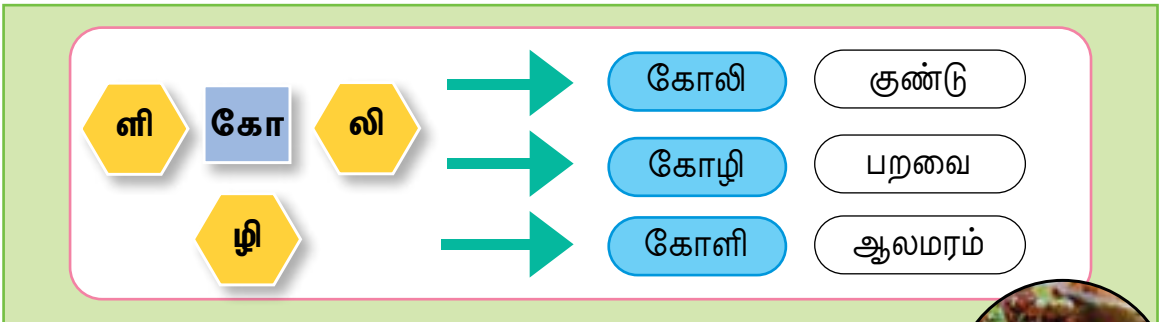 ளி கோ லி
ழி
கோலி குண்டு
கோழி பறவை
கோளி ஆலமரம்